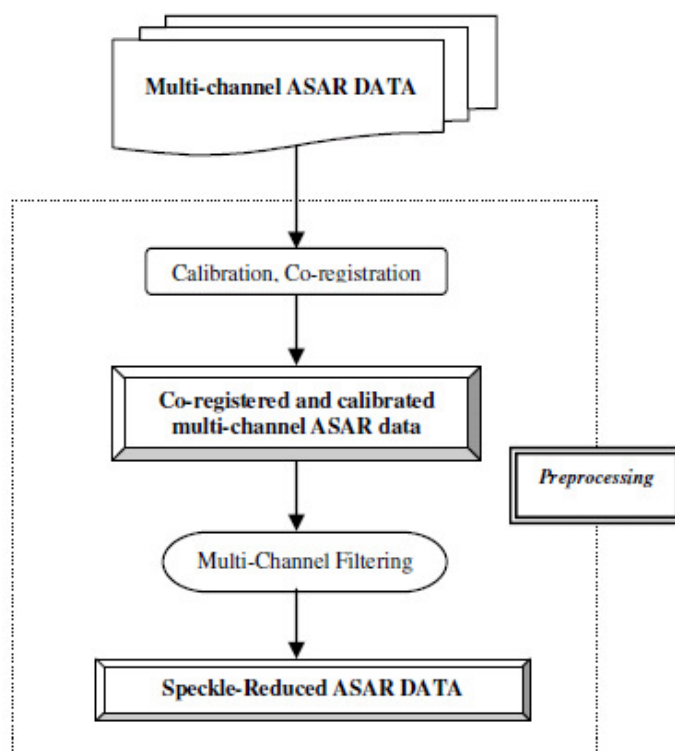 Multi-channel ASAR DATA
Calibration, Co-registration
Co-registered and calibrated
multi-channel ASAR data
Preprocessing
Multi-Channel Filtering
Speckle-Reduced ASAR DATA